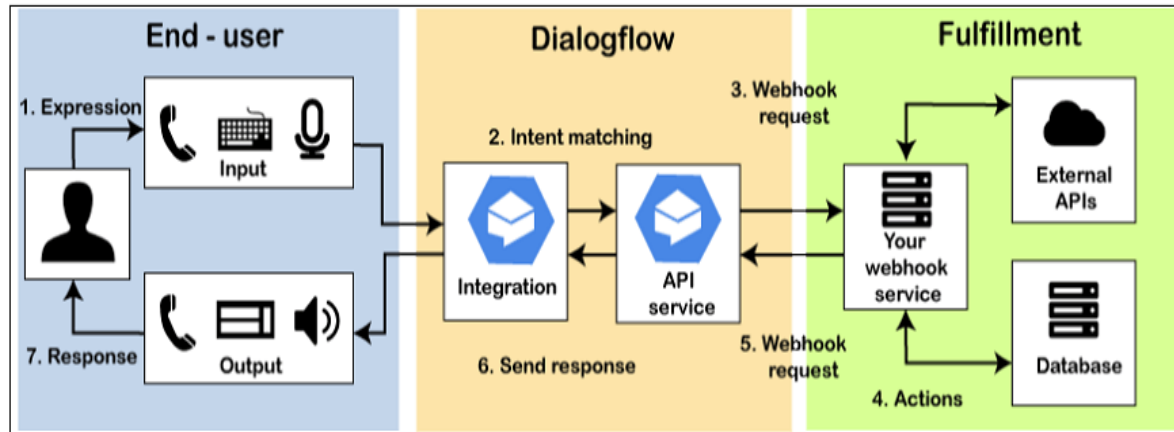 End - user
Dialogflow
Fulfillment
1. Expression
Input
2. Intent matching
3. Webhook
request
External
APIs
Integration
API
service
Your
webhook
service
7. Response
Output
6. Send response
5. Webhook
request
4. Actions
Database